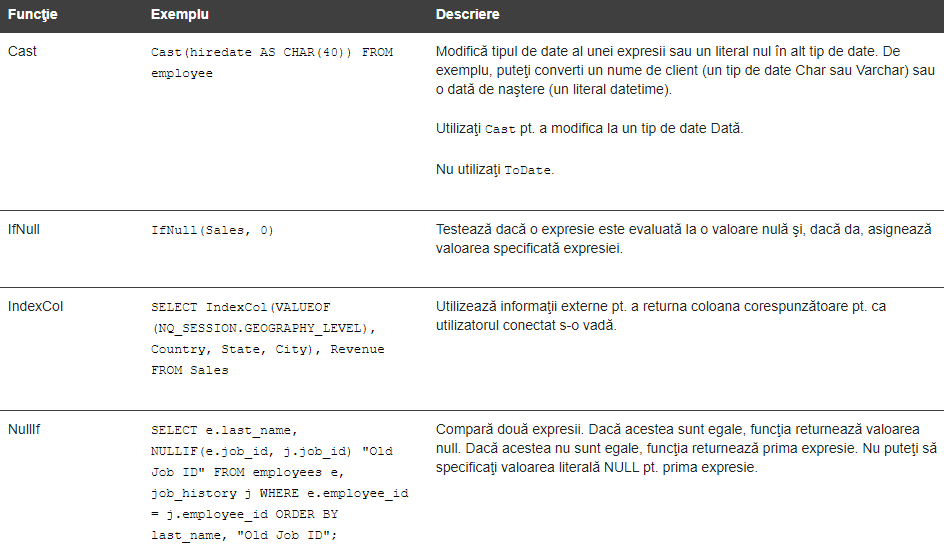 Funcţie Exemplu Descriere
Cast Cast(hiredate AS CHAR(40)) FROM
employee
Modifică tipul de date al unei expresii sau un literal nul în alt tip de date. De
exemplu, puteţi converti un nume de client (un tip de date Char sau Varchar) sau
o dată de naştere (un literal datetime).
Utilizaţi Cast pt. a modifica la un tip de date Dată.
Nu utilizaţi ToDate.
IfNull IfNull(Sales, 0)
Testează dacă o expresie este evaluată la o valoare nulă şi, dacă da, asignează
valoarea specificată expresiei.
IndexCol SELECT IndexCol(VALUEOF
(NQ_SESSION.GEOGRAPHY_LEVEL),
Country, State, City), Revenue
FROM Sales
Utilizează informaţii externe pt. a returna coloana corespunzătoare pt. ca
utilizatorul conectat s-o vadă.
NullIf SELECT e.last_name,
NULLIF(e.job_id, j.job_id) "Old
Job ID" FROM employees e,
job_history j WHERE e.employee_id
= j.employee_id ORDER BY
last_name, "Old Job ID";
Compară două expresii. Dacă acestea sunt egale, funcţia returnează valoarea
null. Dacă acestea nu sunt egale, funcţia returnează prima expresie. Nu puteţi să
specificaţi valoarea literală NULL pt. prima expresie.